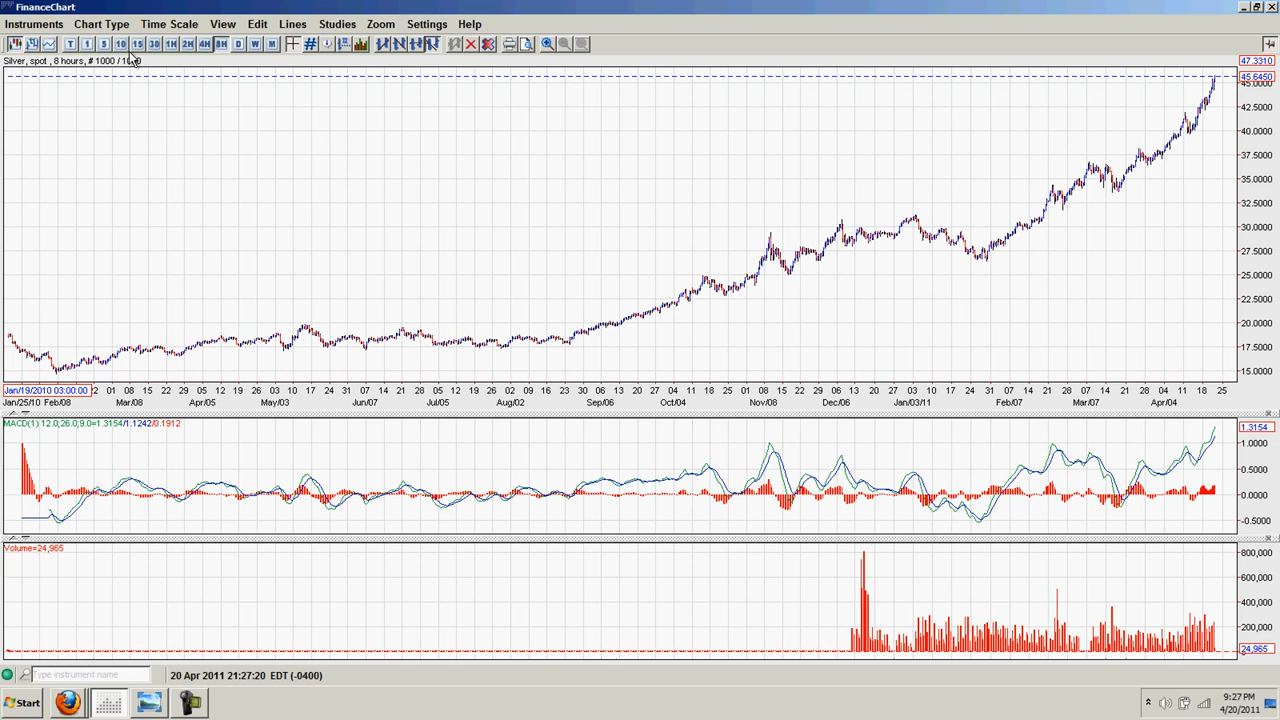 FinanceChart
Instruments Chart Type Time Scale View Edit Lines Studies Zoom Settings Help
T 1 5 10 15 30 1H 2H 4H 8H D W M
Silver, spot , 8 hours, # 1000 /
47.3310
45.6450
45.0000
42.5000
40.0000
37.5000
35.0000
32.5000
30.0000
27.5000
25.0000
22.5000
20.0000
17.5000
15.0000
Jan/19/2010 03:00:00 2 01 08 15 22 29 05 12 19 26 03 10 17 24 31 07 14 21 28 05 12 19 26 02 09 16 23 30 06 13 20 27 04 11 18 25 01 08 15 22 29 06 13 20 27 03 10 17 24 31 07 14 21 28 07 14 21 28 04 11 18 25
Jan/25/10 Feb/08 Mar/08 Apr/05 May/03 Jun/07 Jul/05 Aug/02 Sep/06 Oct/04 Nov/08 Dec/06 Jan/03/11 Feb/07 Mar/07 Apr/04
MACD(1) 12.0,26.0,9.0=1.3154/1.1242/0.1912
1.3154
1.0000
0.5000
0.0000
-0.5000
Volume=24,965
800,000
600,000
400,000
200,000
24,965
Type instrument name
20 Apr 2011 21:27:20 EDT (-0400)
Start
9:27 PM
4/20/2011